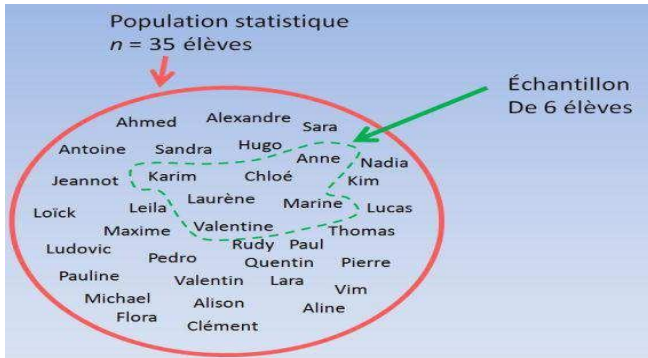 Population statistique
n = 35 élèves
Échantillon
De 6 élèves
Ahmed Alexandre Sara
Antoine Sandra Hugo Anne Nadia
Jeannot Karim Chloé Kim
Loïck Leila Laurène Marine Lucas
Maxime Valentine Thomas
Ludovic Pedro Rudy Paul
Quentin Pierre
Pauline Valentin Lara Vim
Michael Alison Aline
Flora Clément